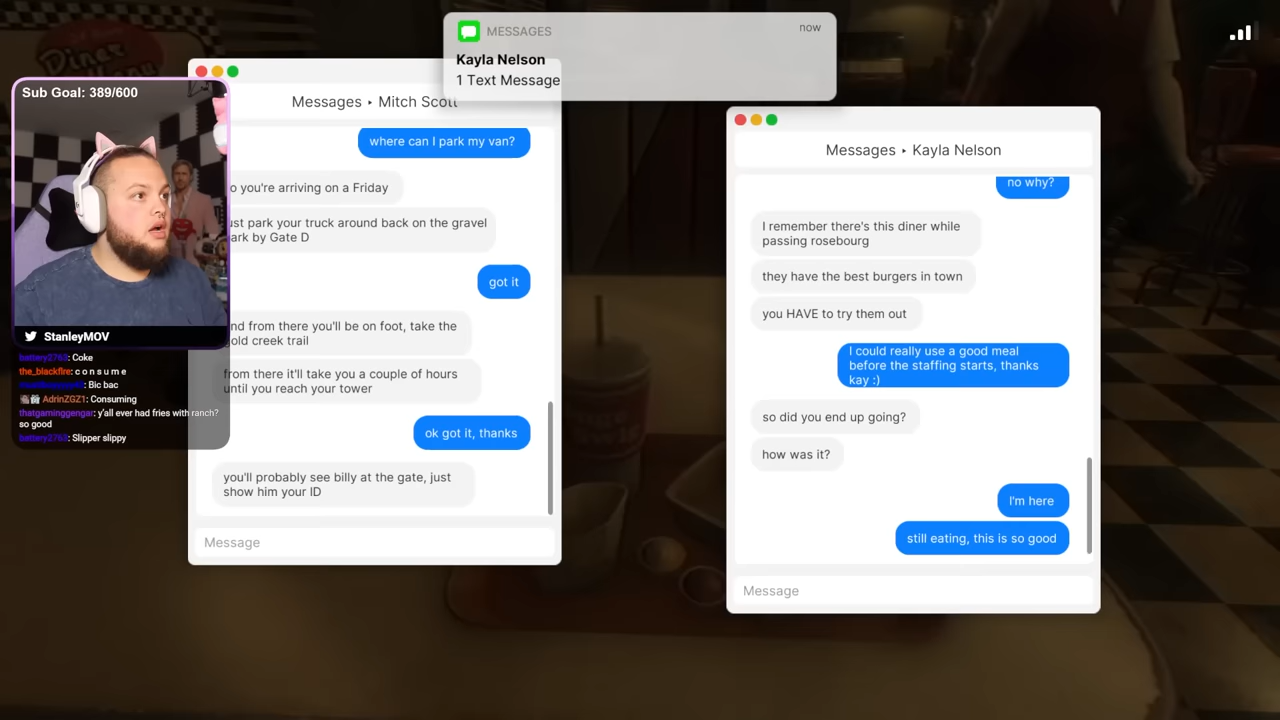 MESSAGES
now
Kayla Nelson
1 Text Message
Diner
Sub Goal: 389/600
StanleyMOV
battery2763: Coke
the_blackfire: c o n s u m e
: Bic bac
AdrinZGZ1: Consuming
thatgaminggengar: y'all ever had fries with ranch?
so good
battery2763: Slipper slippy
Messages ▸ Mitch Scott
where can I park my van?
o you're arriving on a Friday
ust park your truck around back on the gravel
ark by Gate D
got it
nd from there you'll be on foot, take the
old creek trail
from there it'll take you a couple of hours
until you reach your tower
ok got it, thanks
you'll probably see billy at the gate, just
show him your ID
Message
Messages ▸ Kayla Nelson
no why?
I remember there's this diner while
passing rosebourg
they have the best burgers in town
you HAVE to try them out
I could really use a good meal
before the staffing starts, thanks
kay :)
so did you end up going?
how was it?
I'm here
still eating, this is so good
Message